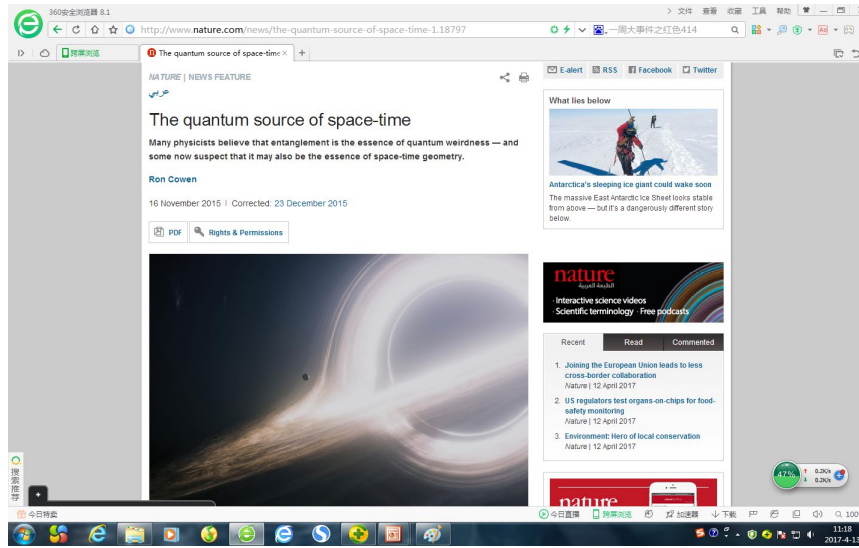 360安全浏览器 8.1
文件 查看 收藏 工具 帮助
http://www.nature.com/news/the-quantum-source-of-space-time-1.18797
一周大事件之红色414
跨屏浏览
The quantum source of space-time
NATURE | NEWS FEATURE
عربي
The quantum source of space-time
Many physicists believe that entanglement is the essence of quantum weirdness — and
some now suspect that it may also be the essence of space-time geometry.
Ron Cowen
16 November 2015 | Corrected: 23 December 2015
PDF
Rights & Permissions
E-alert RSS Facebook Twitter
What lies below
Antarctica's sleeping ice giant could wake soon
The massive East Antarctic Ice Sheet looks stable
from above — but it's a dangerously different story
below.
nature
الطبعة العربية
· Interactive science videos
· Scientific terminology · Free podcasts
Recent Read Commented
1. Joining the European Union leads to less
cross-border collaboration
Nature | 12 April 2017
2. US regulators test organs-on-chips for food-
safety monitoring
Nature | 12 April 2017
3. Environment: Hero of local conservation
Nature | 12 April 2017
nature
搜索推荐
47%
0.2K/s
0.2K/s
今日特卖
今日直播 跨屏浏览 加速器 下载
11:18
2017-4-13